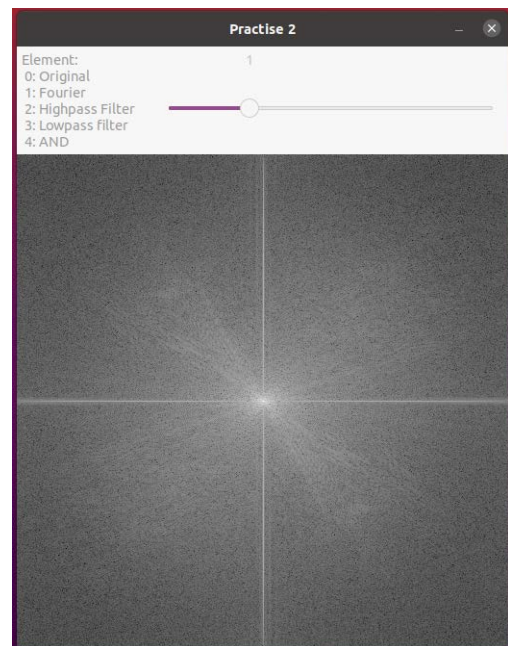 Practise 2
Element: 1
0: Original
1: Fourier
2: Highpass Filter
3: Lowpass filter
4: AND